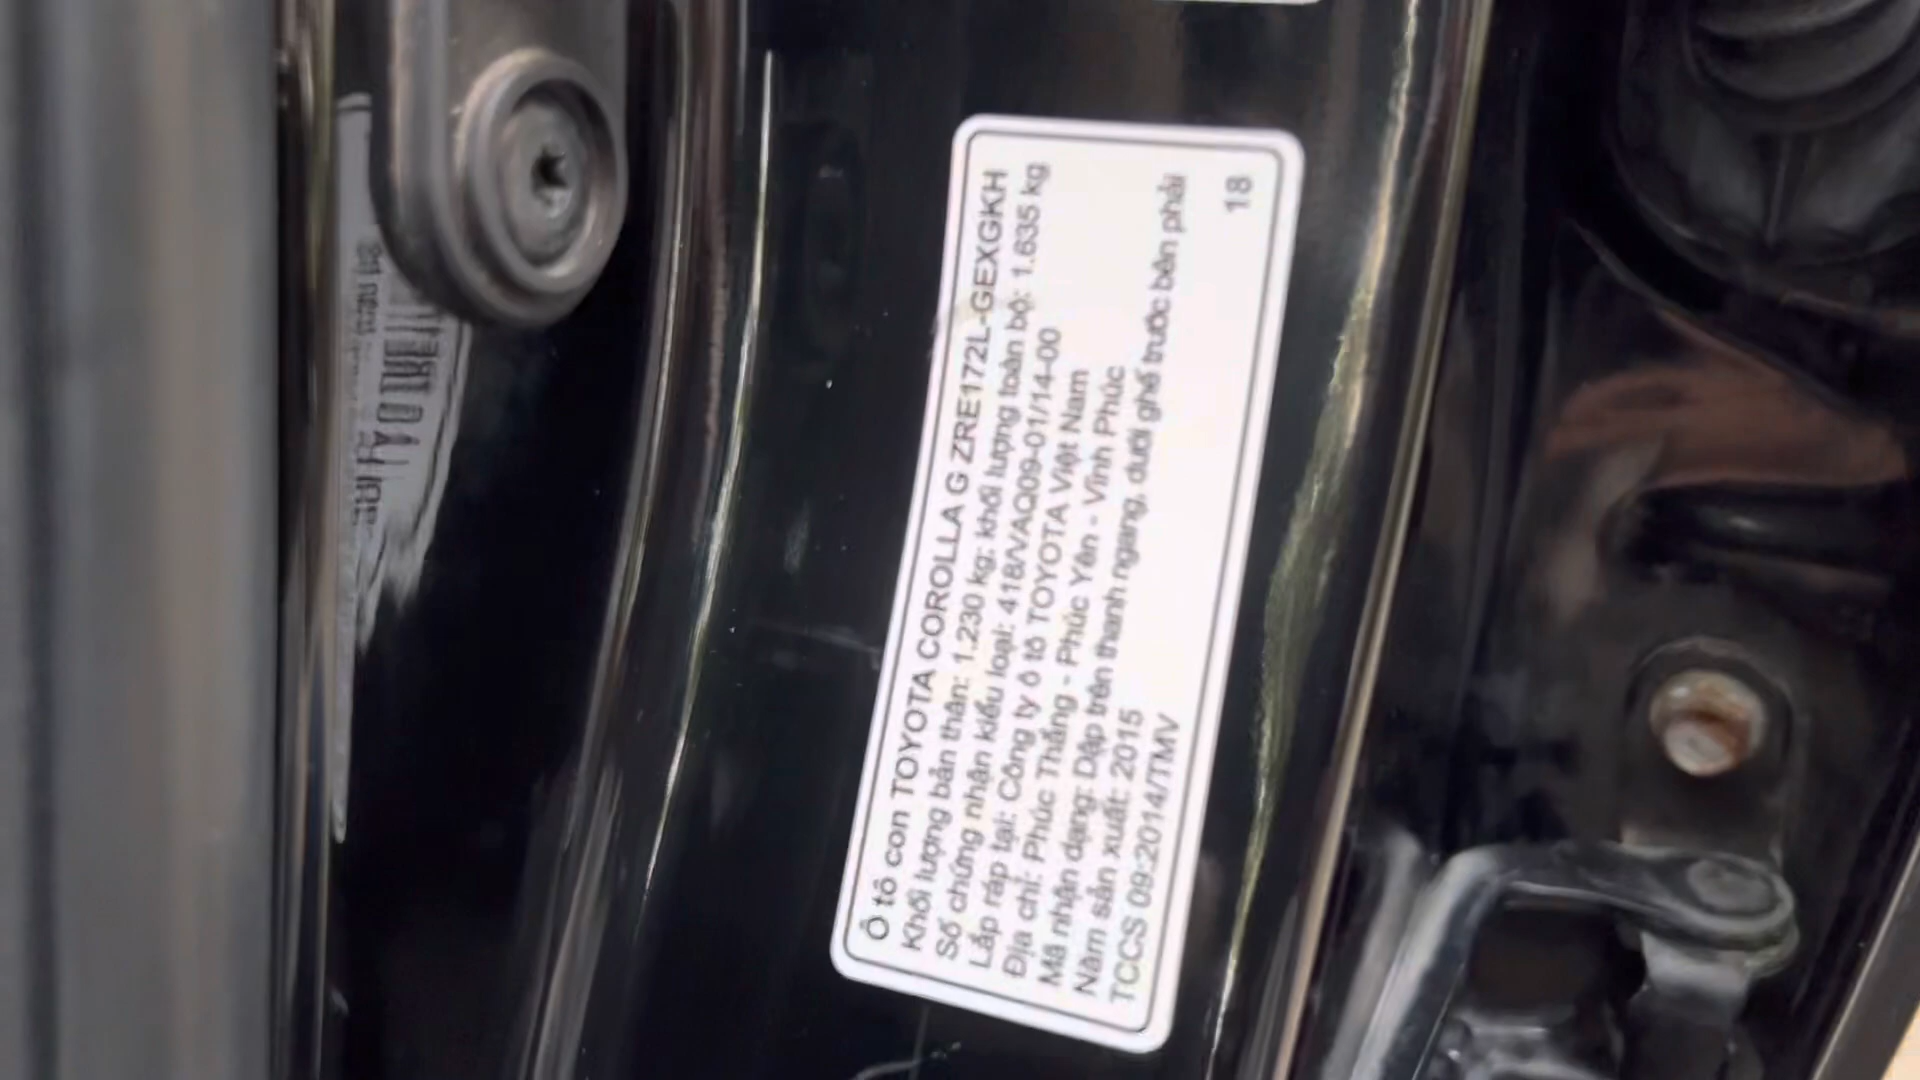 Ô tô con TOYOTA COROLLA G ZRE172L-GEXGKH
Khối lượng bản thân: 1.230 kg: khối lượng toàn bộ: 1.635 kg
Số chứng nhận kiểu loại: 418/VAQ09-01/14-00
Lắp ráp tại: Công ty ô tô TOYOTA Việt Nam
Địa chỉ: Phúc Thắng - Phúc Yên - Vĩnh Phúc
Mã nhận dạng: Dập trên thanh ngang, dưới ghế trước bên phải
Năm sản xuất: 2015
TCCS 09:2014/TMV
18